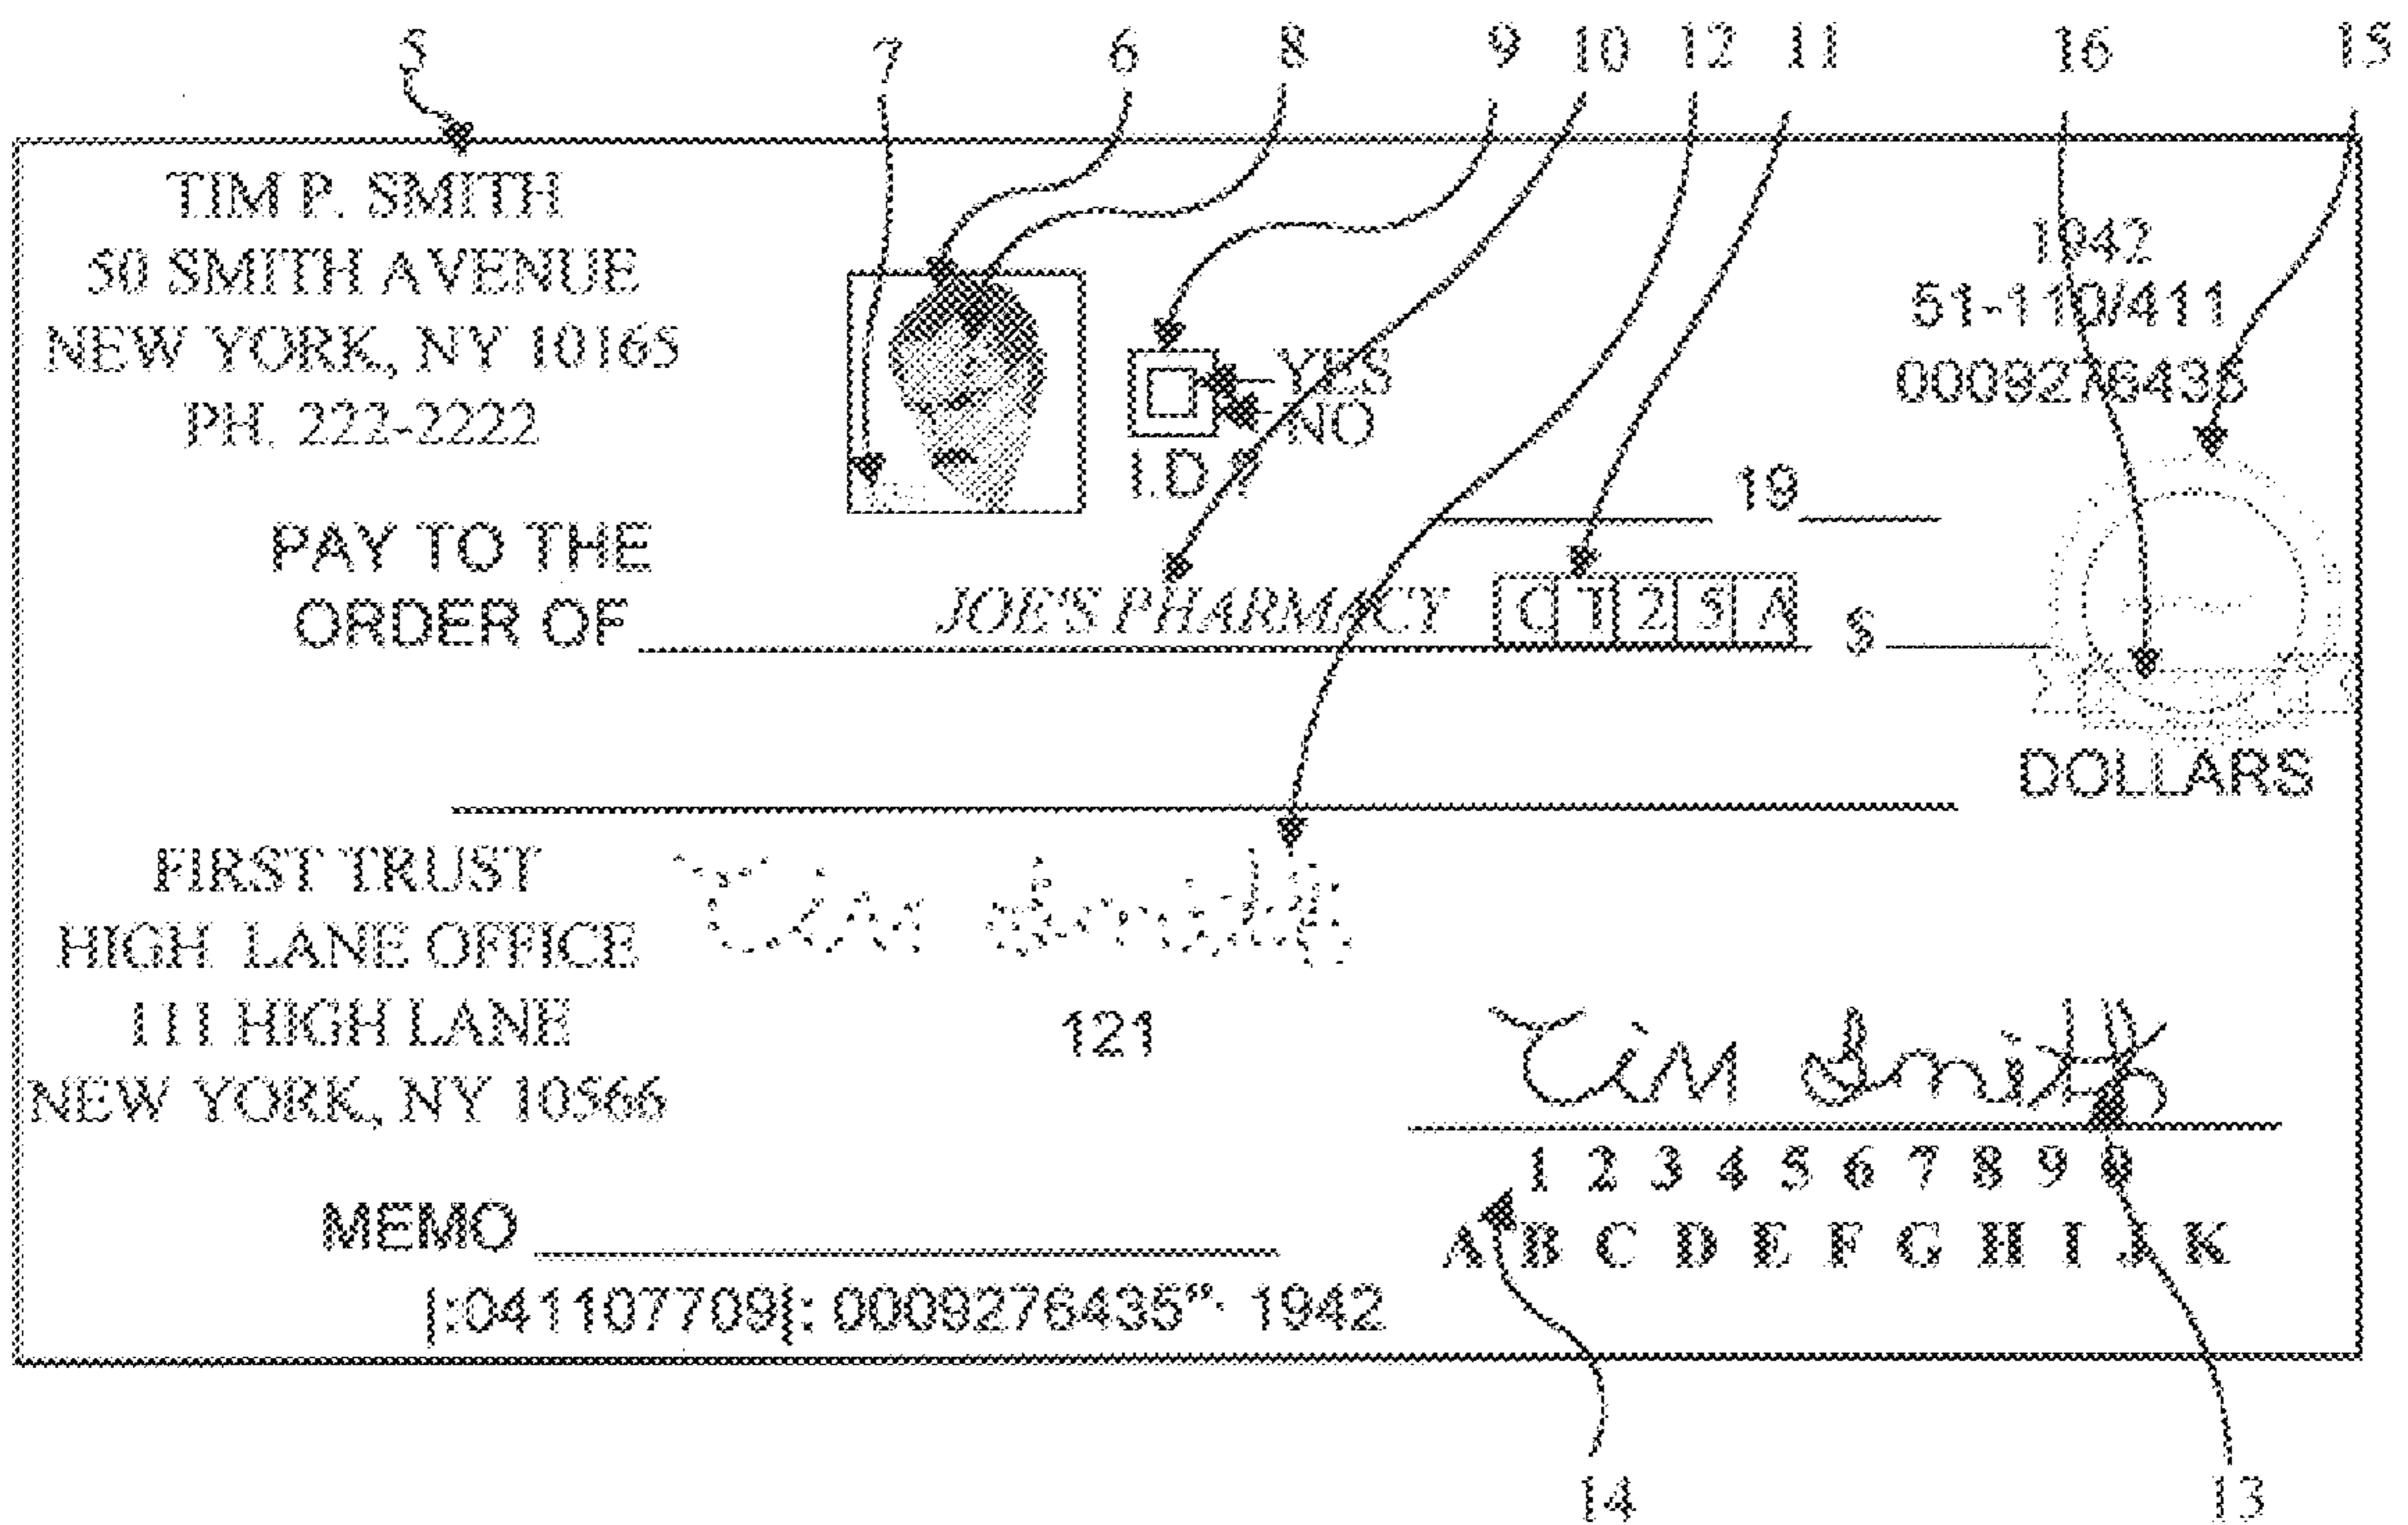 5 7 6 8 9 10 12 11 16 15
TIM P. SMITH
50 SMITH AVENUE
NEW YORK, NY 10165
PH. 222-2222
YES
NO
I.D ?
1942
51-110/411
0009276435
19
PAY TO THE
ORDER OF
JOE'S PHARMACY
C 1 2 5 A
$
DOLLARS
FIRST TRUST
HIGH LANE OFFICE
111 HIGH LANE
NEW YORK, NY 10566
Tim Smith
121
Tim Smith
1 2 3 4 5 6 7 8 9 0
A B C D E F G H I J K
MEMO
|:041107709|: 0009276435". 1942
14 13